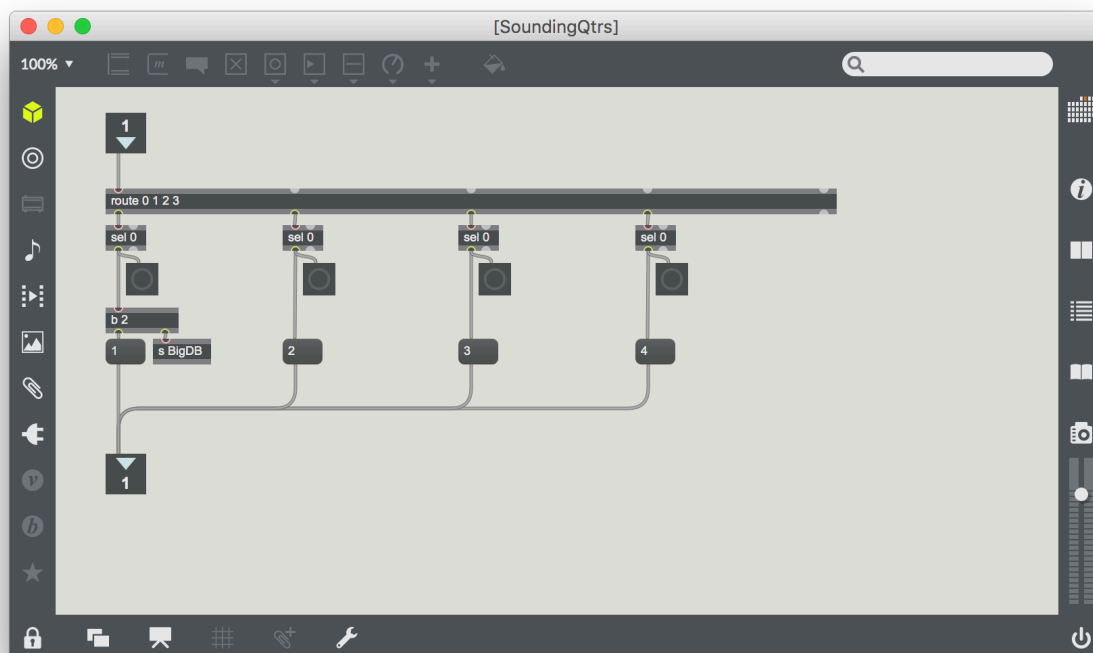 [SoundingQtrs]
100%
1
route 0 1 2 3
sel 0
sel 0
sel 0
sel 0
b 2
1
s BigDB
2
3
4
1